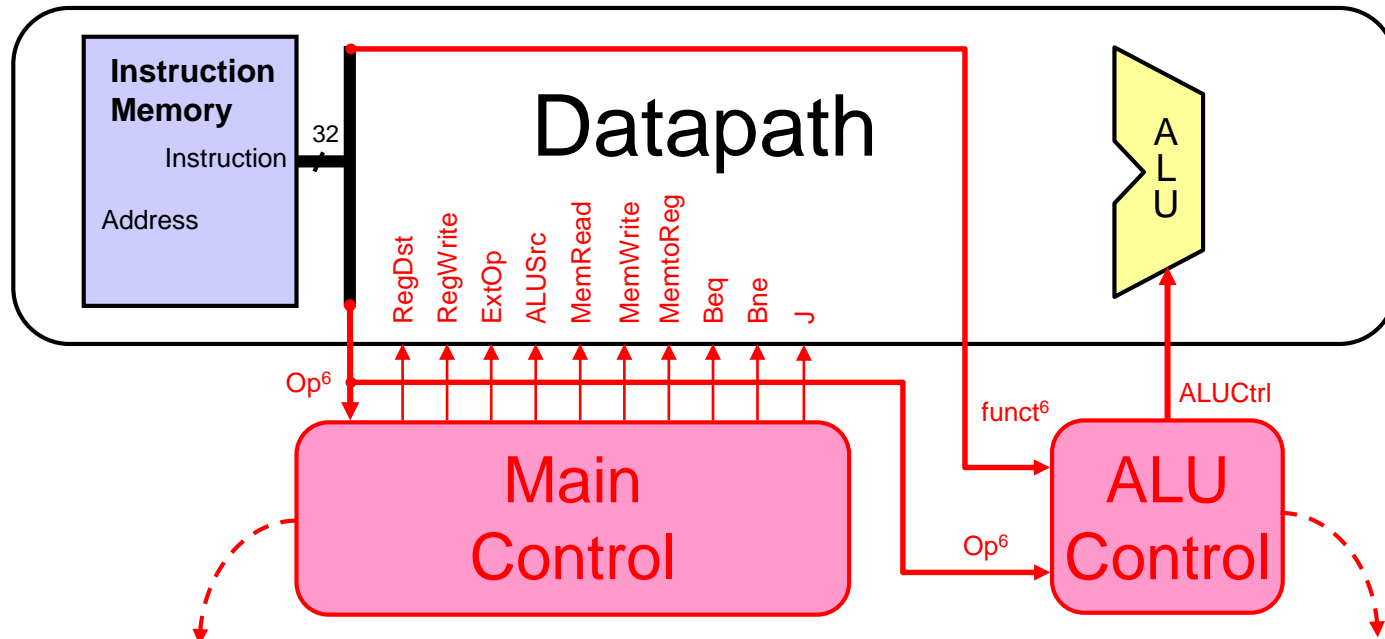 Instruction
Memory
32
Instruction
Address
Datapath
A
L
U
RegDst
RegWrite
ExtOp
ALUSrc
MemRead
MemWrite
MemtoReg
Beq
Bne
J
Op⁶
funct⁶
ALUCtrl
Main
Control
Op⁶
ALU
Control